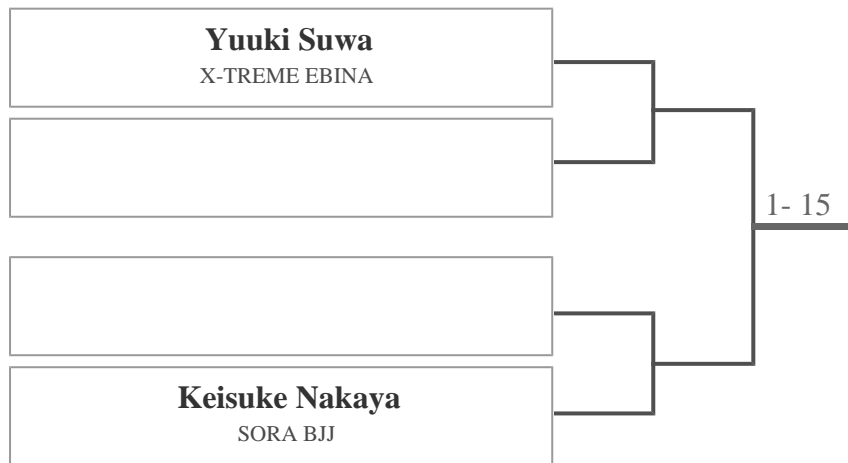 Yuuki Suwa
X-TREME EBINA
1- 15
Keisuke Nakaya
SORA BJJ